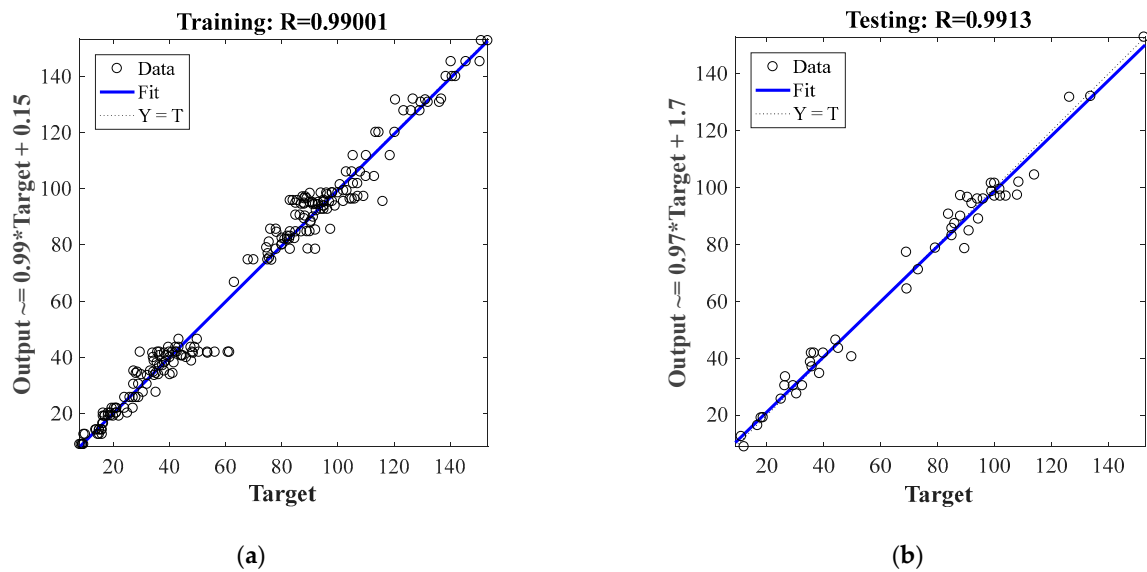 Training: R=0.99001
Data
Fit
Y = T
Output ~= 0.99*Target + 0.15
140
120
100
80
60
40
20
20 40 60 80 100 120 140
Target
(a)
Testing: R=0.9913
Data
Fit
Y = T
Output ~= 0.97*Target + 1.7
140
120
100
80
60
40
20
20 40 60 80 100 120 140
Target
(b)